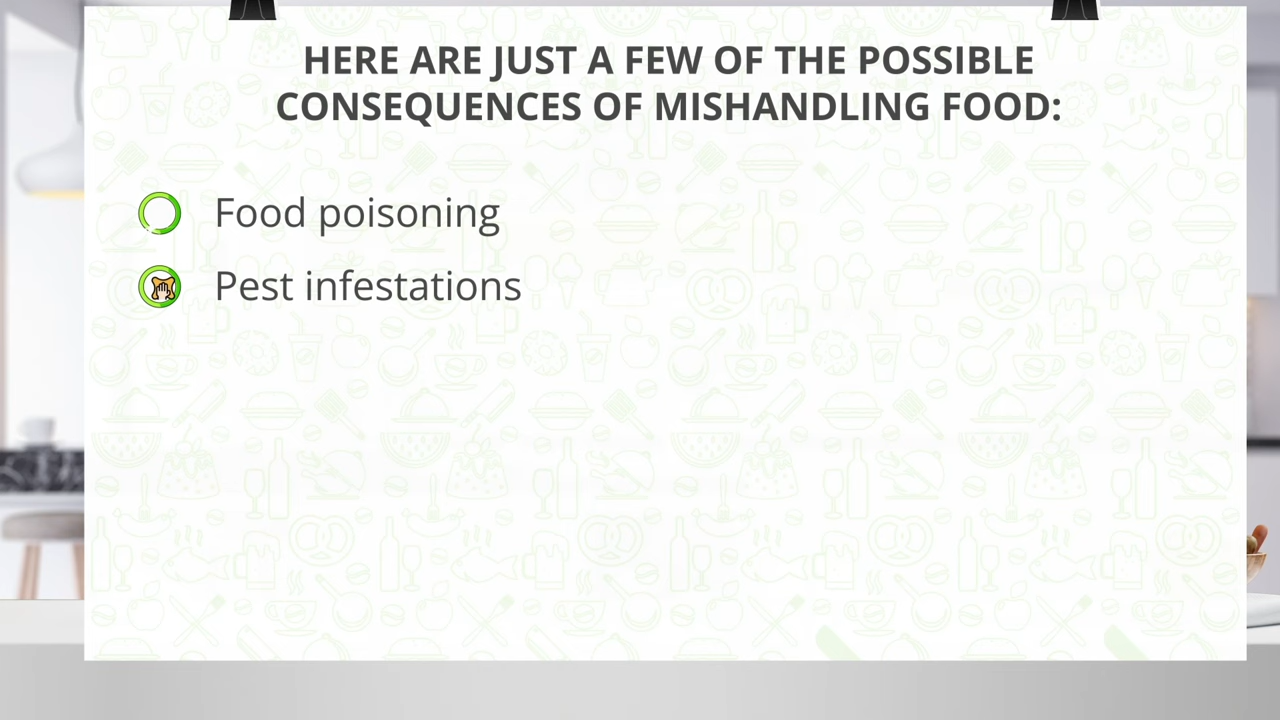 HERE ARE JUST A FEW OF THE POSSIBLE
CONSEQUENCES OF MISHANDLING FOOD:
Food poisoning
Pest infestations